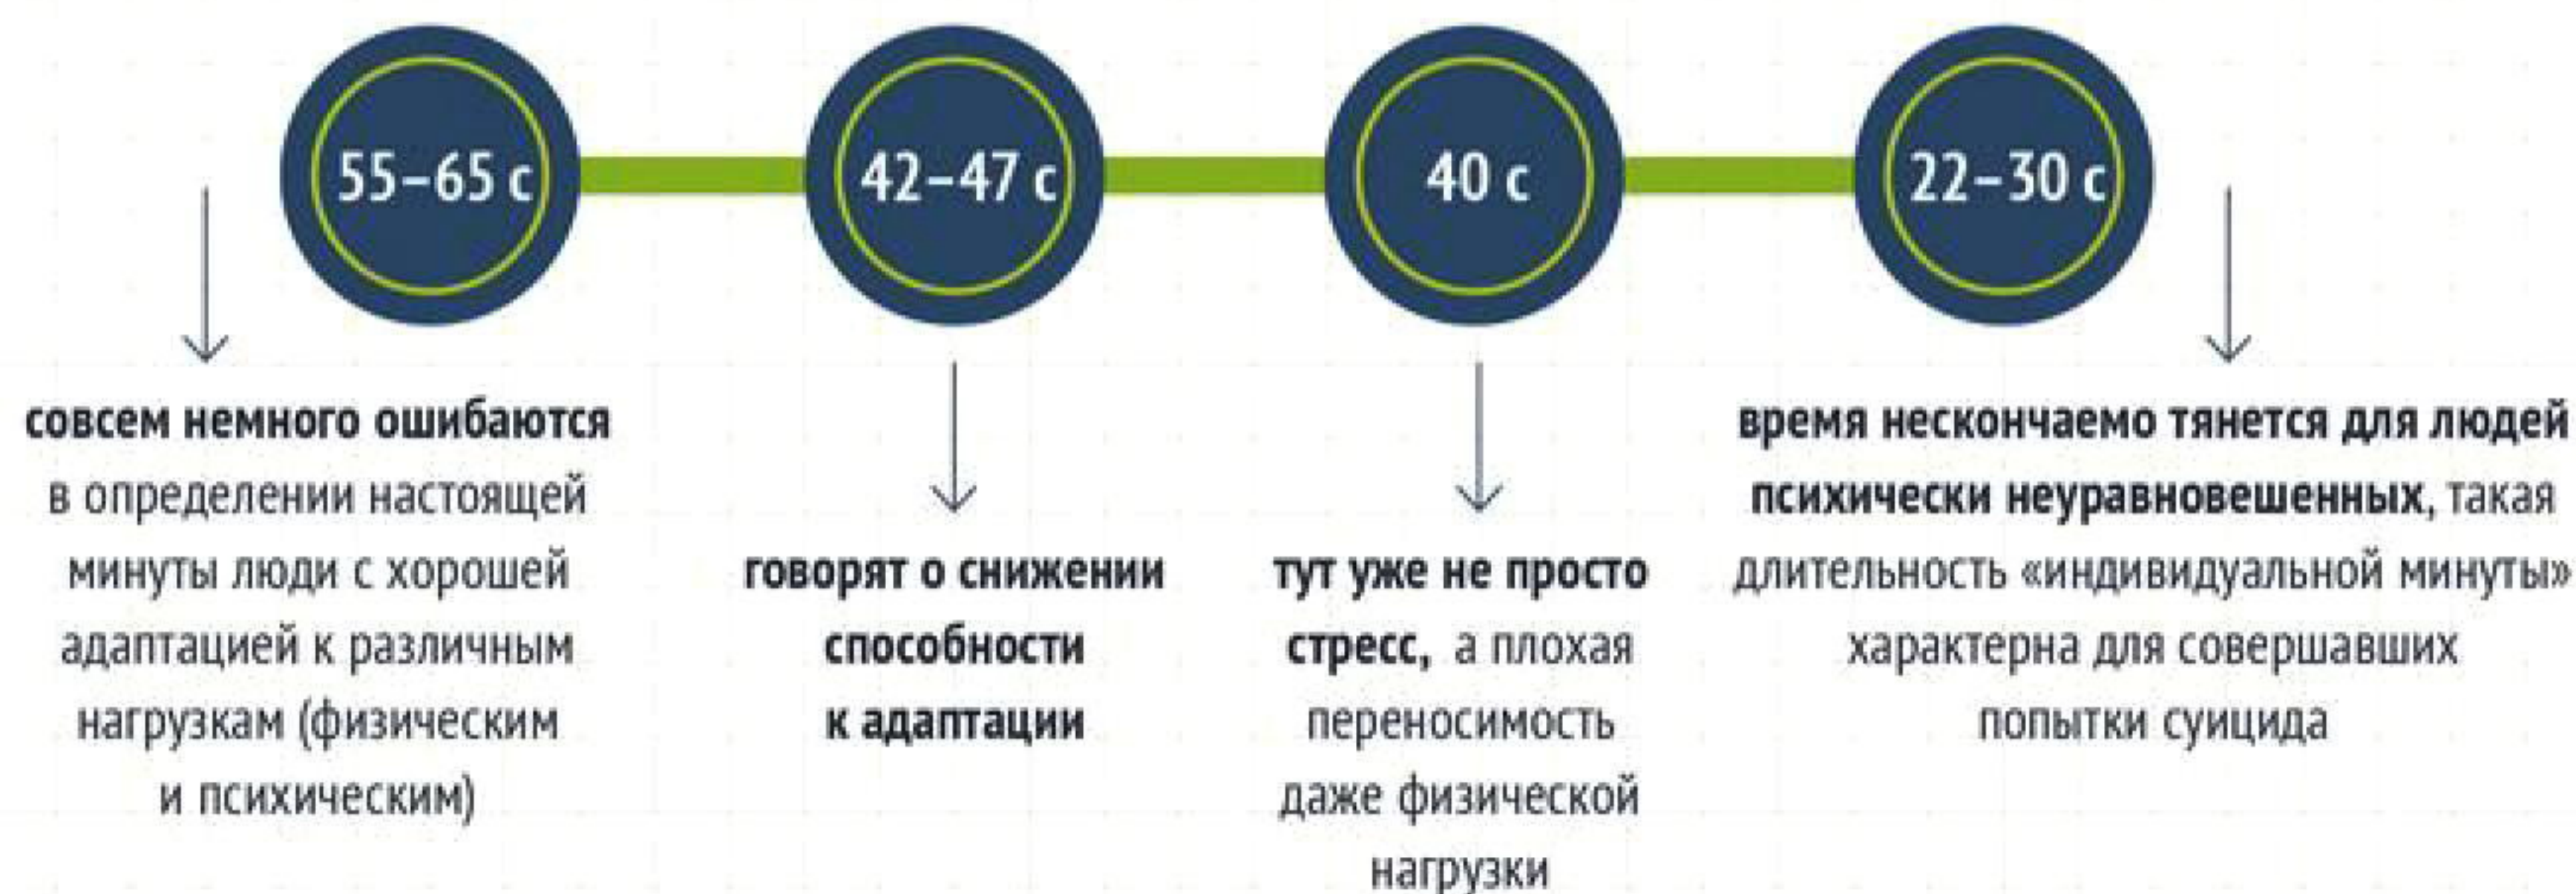 55–65 с
42–47 с
40 с
22–30 с
совсем немного ошибаются
в определении настоящей
минуты люди с хорошей
адаптацией к различным
нагрузкам (физическим
и психическим)
говорят о снижении
способности
к адаптации
тут уже не просто
стресс, а плохая
переносимость
даже физической
нагрузки
время нескончаемо тянется для людей
психически неуравновешенных, такая
длительность «индивидуальной минуты»
характерна для совершавших
попытки суицида